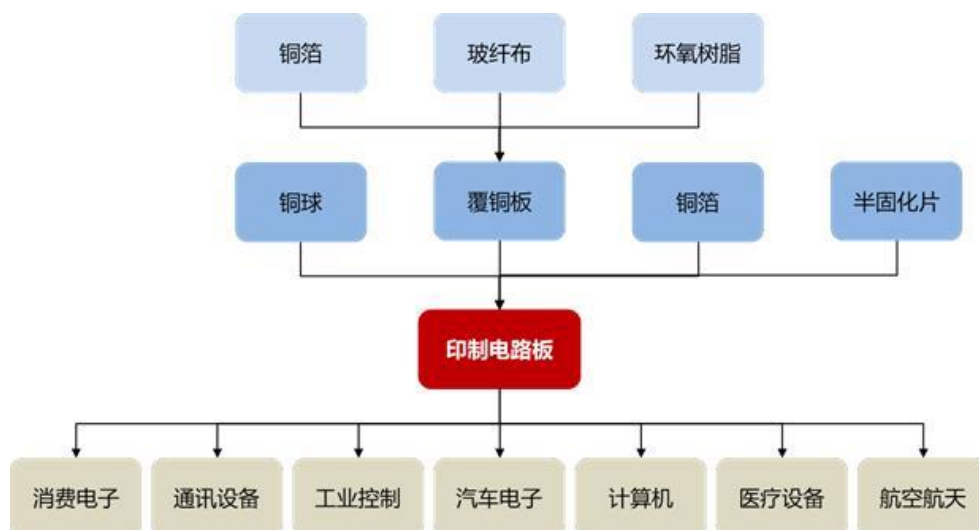 铜箔
玻纤布
环氧树脂
铜球
覆铜板
铜箔
半固化片
印制电路板
消费电子
通讯设备
工业控制
汽车电子
计算机
医疗设备
航空航天